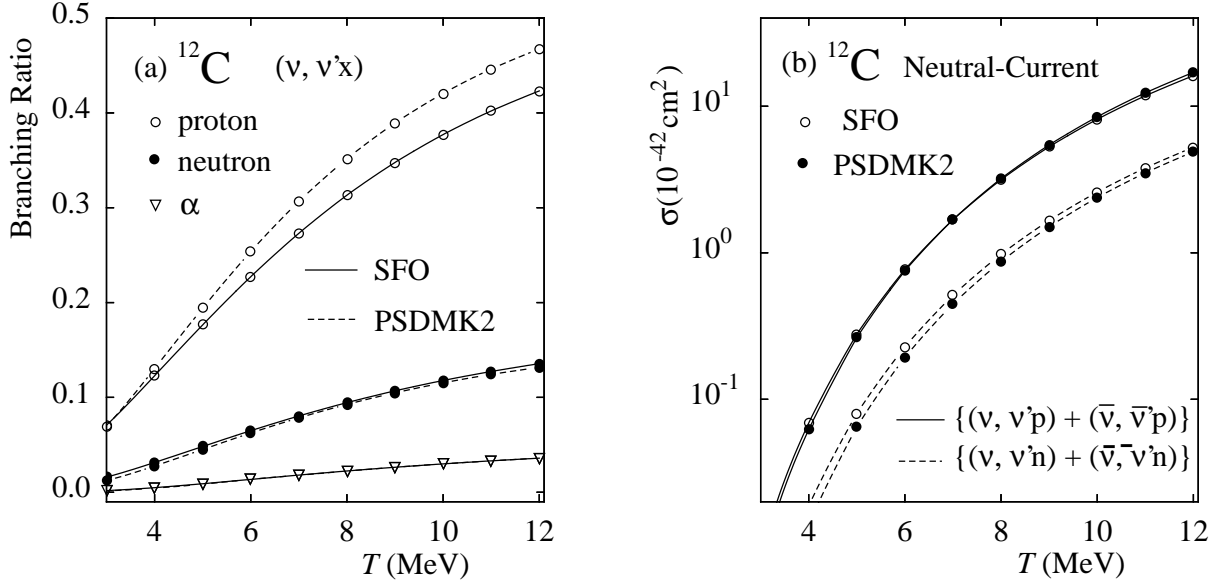 0.5
0.4
0.3
0.2
0.1
0.0
Branching Ratio
(a) ¹²C (ν, ν'x)
proton
neutron
α
SFO
PSDMK2
4 6 8 10 12
T (MeV)
10¹
10⁰
10⁻¹
σ(10⁻⁴²cm²)
(b) ¹²C Neutral-Current
SFO
PSDMK2
{(ν, ν'p) + (ν̅, ν̅'p)}
{(ν, ν'n) + (ν̅, ν̅'n)}
4 6 8 10 12
T (MeV)